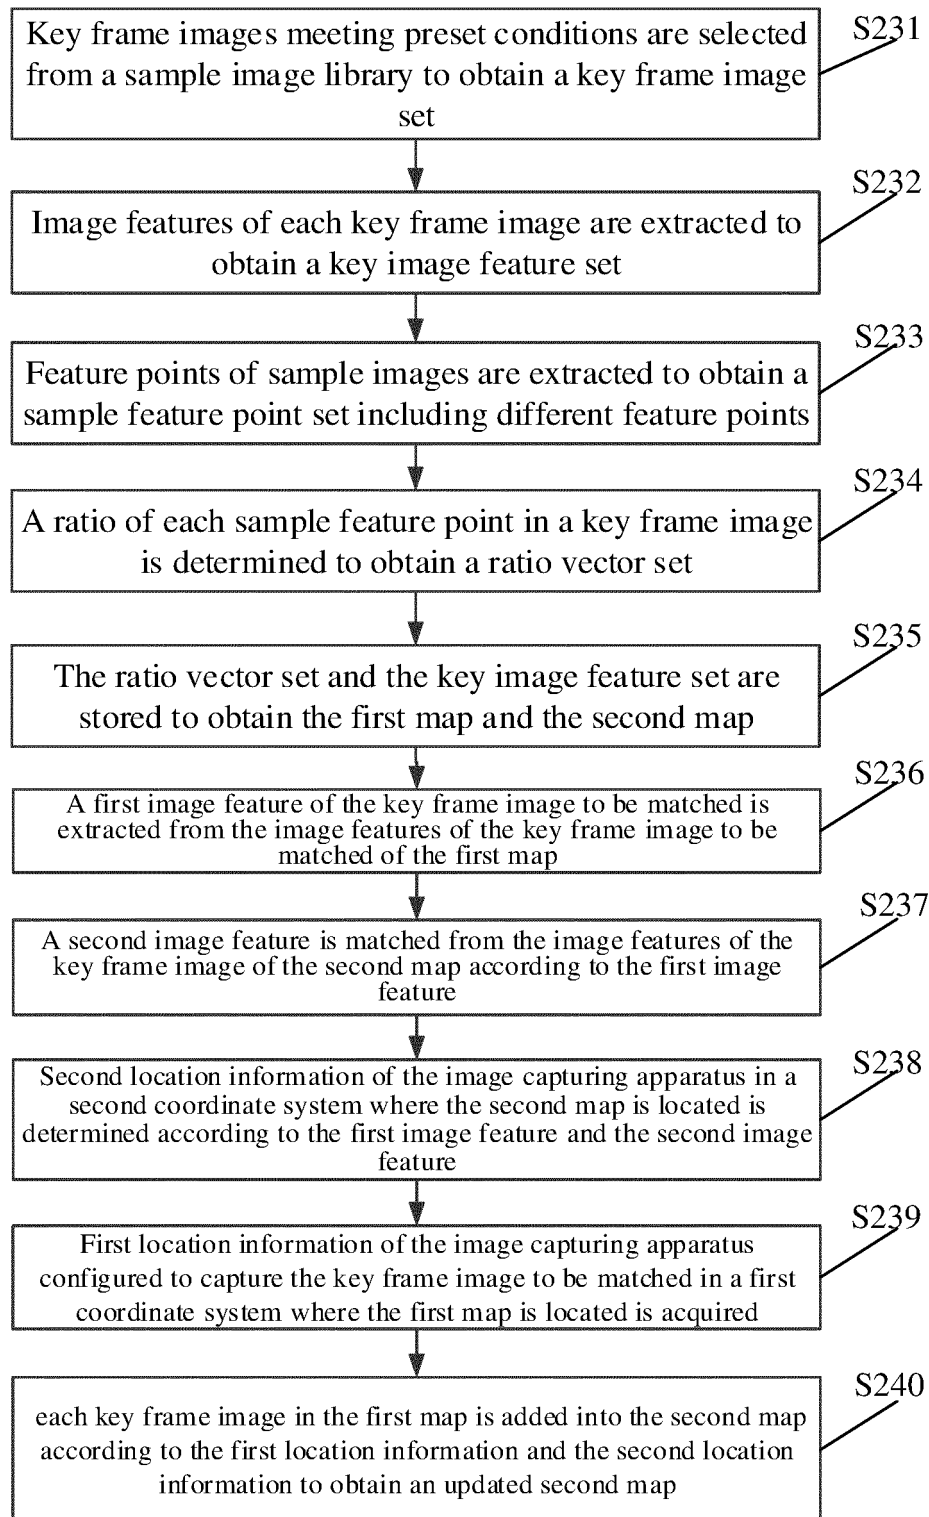 Key frame images meeting preset conditions are selected
from a sample image library to obtain a key frame image
set
S231
Image features of each key frame image are extracted to
obtain a key image feature set
S232
Feature points of sample images are extracted to obtain a
sample feature point set including different feature points
S233
A ratio of each sample feature point in a key frame image
is determined to obtain a ratio vector set
S234
The ratio vector set and the key image feature set are
stored to obtain the first map and the second map
S235
A first image feature of the key frame image to be matched is
extracted from the image features of the key frame image to be
matched of the first map
S236
A second image feature is matched from the image features of the
key frame image of the second map according to the first image
feature
S237
Second location information of the image capturing apparatus in a
second coordinate system where the second map is located is
determined according to the first image feature and the second image
feature
S238
First location information of the image capturing apparatus
configured to capture the key frame image to be matched in a first
coordinate system where the first map is located is acquired
S239
each key frame image in the first map is added into the second map
according to the first location information and the second location
information to obtain an updated second map
S240